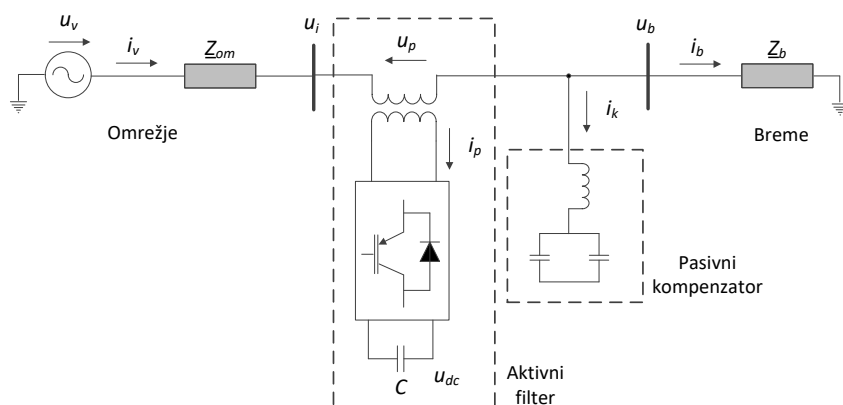 u_v
i_v
Z_om
u_i
u_p
u_b
i_b
Z_b
Omrežje
i_p
i_k
Breme
Pasivni
kompenzator
u_dc
C
Aktivni
filter